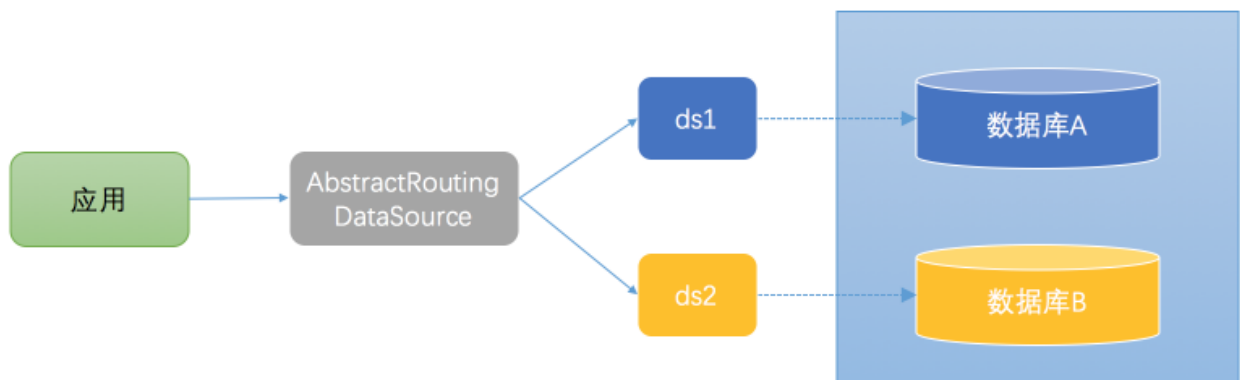 应用
AbstractRouting
DataSource
ds1
ds2
数据库A
数据库B